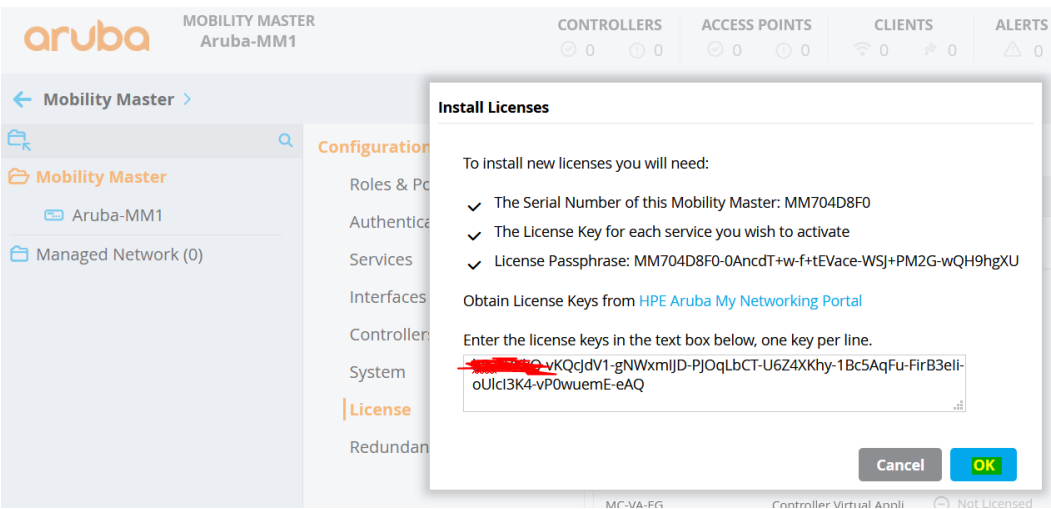 aruba
MOBILITY MASTER
Aruba-MM1
CONTROLLERS
0 0
ACCESS POINTS
0 0
CLIENTS
0 0
ALERTS
0
Mobility Master >
Mobility Master
Aruba-MM1
Managed Network (0)
Configuration
Roles & Po
Authentica
Services
Interfaces
Controllers
System
License
Redundan
Install Licenses
To install new licenses you will need:
The Serial Number of this Mobility Master: MM704D8F0
The License Key for each service you wish to activate
License Passphrase: MM704D8F0-0AncdT+w-f+tEVace-WSJ+PM2G-wQH9hgXU
Obtain License Keys from HPE Aruba My Networking Portal
Enter the license keys in the text box below, one key per line.
-vKQcJdV1-gNWxmIJD-PJOqLbCT-U6Z4XKhy-1Bc5AqFu-FirB3eIi-
oUlcI3K4-vP0wuemE-eAQ
Cancel
OK
MC-VA-EG
Controller Virtual Appli
Not Licensed